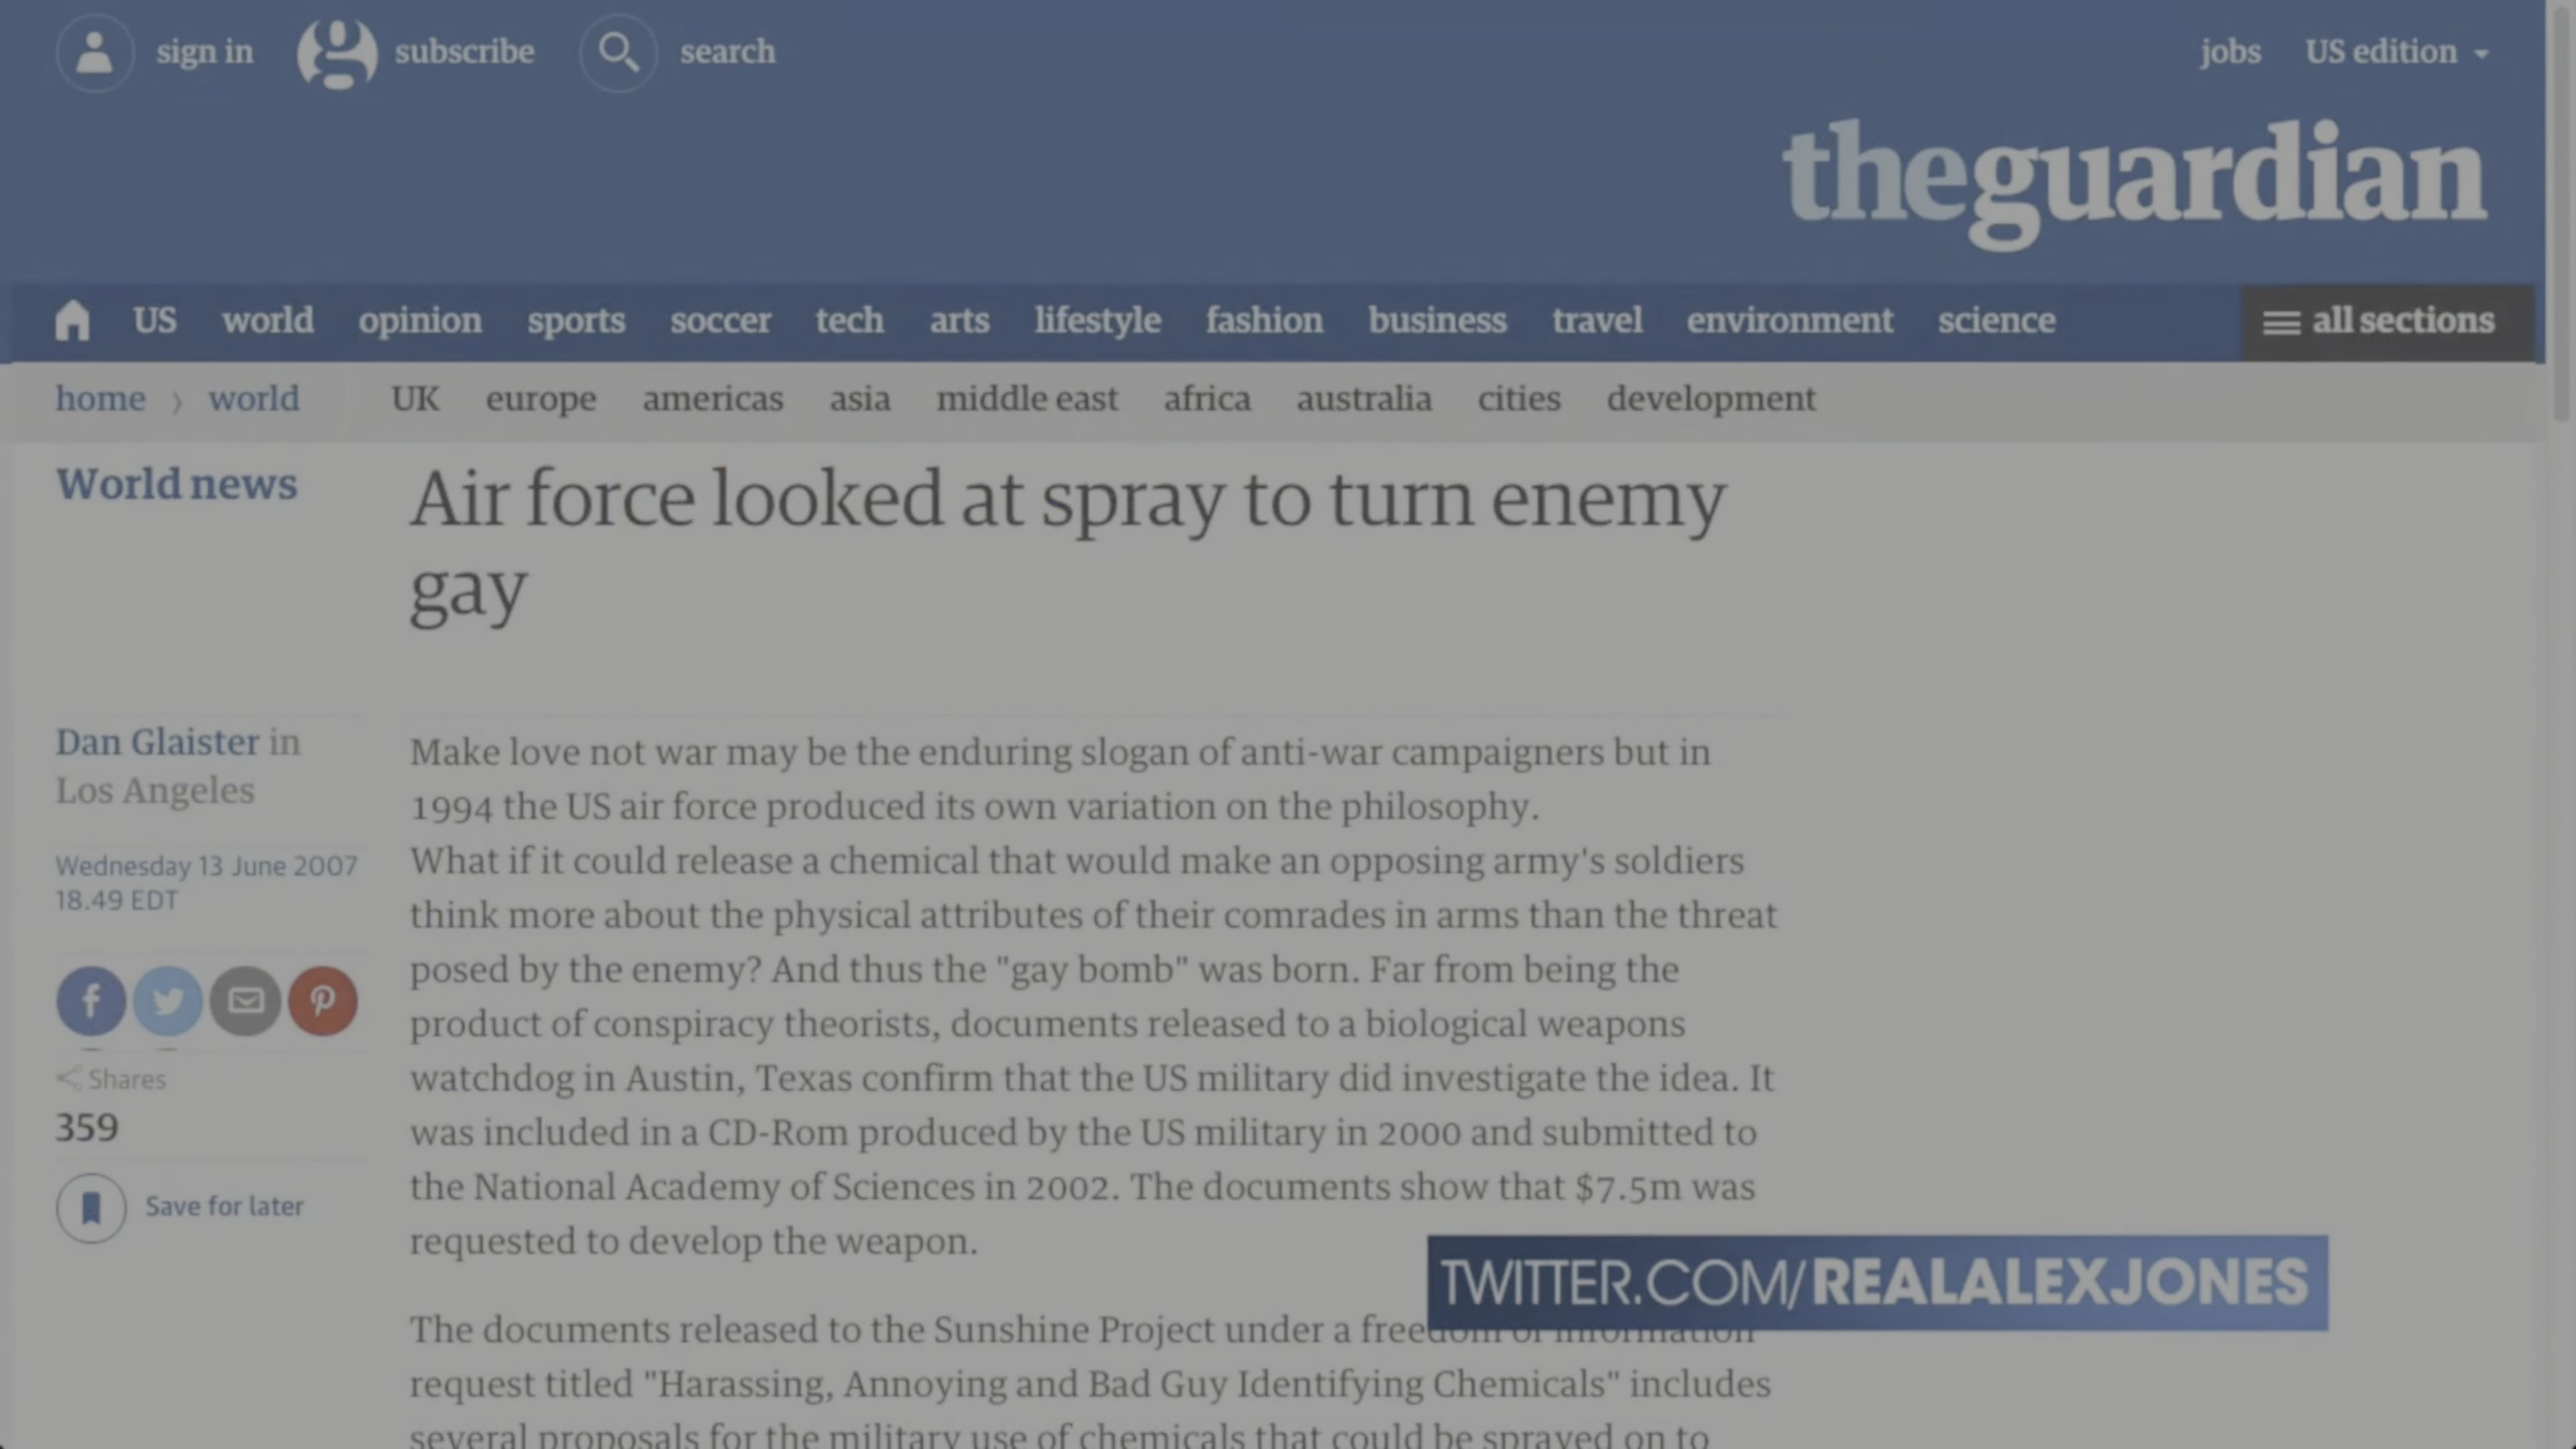 sign in subscribe search jobs US edition
theguardian
US world opinion sports soccer tech arts lifestyle fashion business travel environment science all sections
home › world UK europe americas asia middle east africa australia cities development
World news
Air force looked at spray to turn enemy
gay
Dan Glaister in
Los Angeles
Wednesday 13 June 2007
18.49 EDT
Shares
359
Save for later
Make love not war may be the enduring slogan of anti-war campaigners but in
1994 the US air force produced its own variation on the philosophy.
What if it could release a chemical that would make an opposing army's soldiers
think more about the physical attributes of their comrades in arms than the threat
posed by the enemy? And thus the "gay bomb" was born. Far from being the
product of conspiracy theorists, documents released to a biological weapons
watchdog in Austin, Texas confirm that the US military did investigate the idea. It
was included in a CD-Rom produced by the US military in 2000 and submitted to
the National Academy of Sciences in 2002. The documents show that $7.5m was
requested to develop the weapon.
TWITTER.COM/REALALEXJONES
The documents released to the Sunshine Project under a freedom of information
request titled "Harassing, Annoying and Bad Guy Identifying Chemicals" includes
several proposals for the military use of chemicals that could be sprayed on to